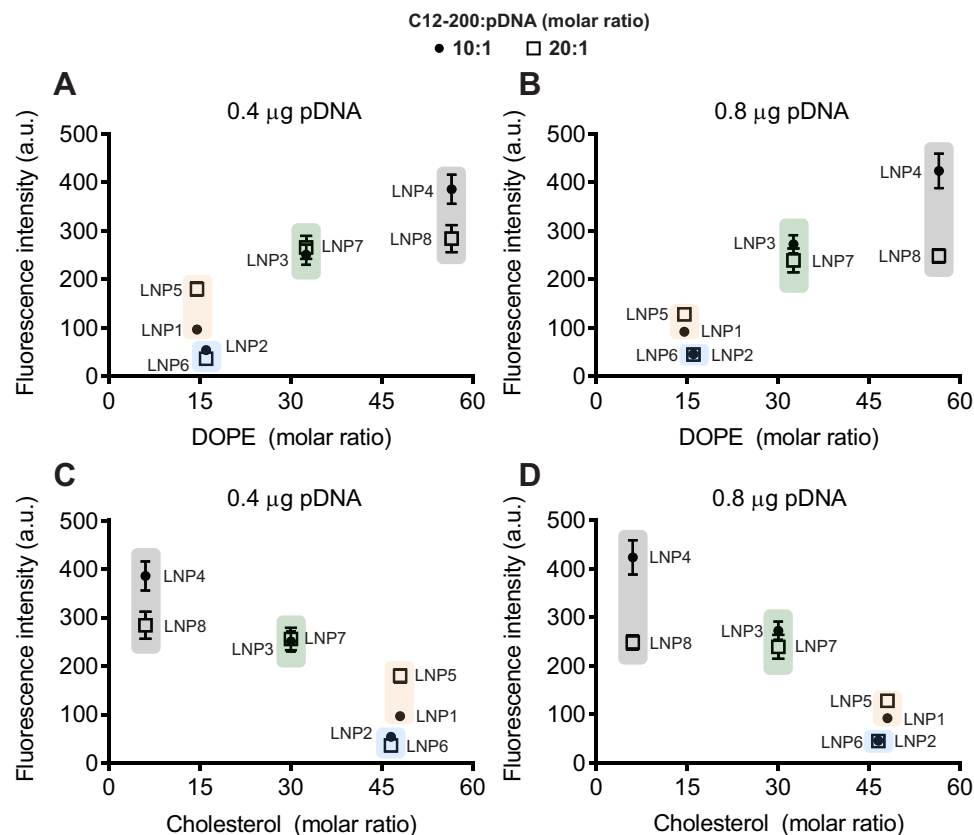 C12-200:pDNA (molar ratio)
● 10:1 □ 20:1
A
0.4 μg pDNA
Fluorescence intensity (a.u.)
500
400
300
200
100
0
0 15 30 45 60
DOPE (molar ratio)
LNP4
LNP8
LNP7
LNP3
LNP5
LNP1
LNP2
LNP6
B
0.8 μg pDNA
Fluorescence intensity (a.u.)
500
400
300
200
100
0
0 15 30 45 60
DOPE (molar ratio)
LNP4
LNP8
LNP3
LNP7
LNP5
LNP1
LNP6 LNP2
C
0.4 μg pDNA
Fluorescence intensity (a.u.)
500
400
300
200
100
0
0 15 30 45 60
Cholesterol (molar ratio)
LNP4
LNP8
LNP7
LNP3
LNP5
LNP1
LNP2
LNP6
D
0.8 μg pDNA
Fluorescence intensity (a.u.)
500
400
300
200
100
0
0 15 30 45 60
Cholesterol (molar ratio)
LNP4
LNP8
LNP3
LNP7
LNP5
LNP1
LNP6 LNP2